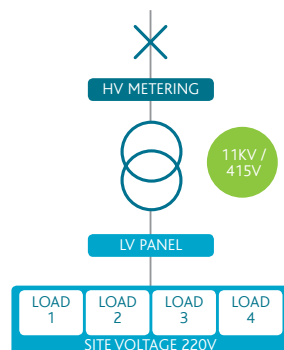 HV METERING
11KV /
415V
LV PANEL
LOAD LOAD LOAD LOAD
1 2 3 4
SITE VOLTAGE 220V